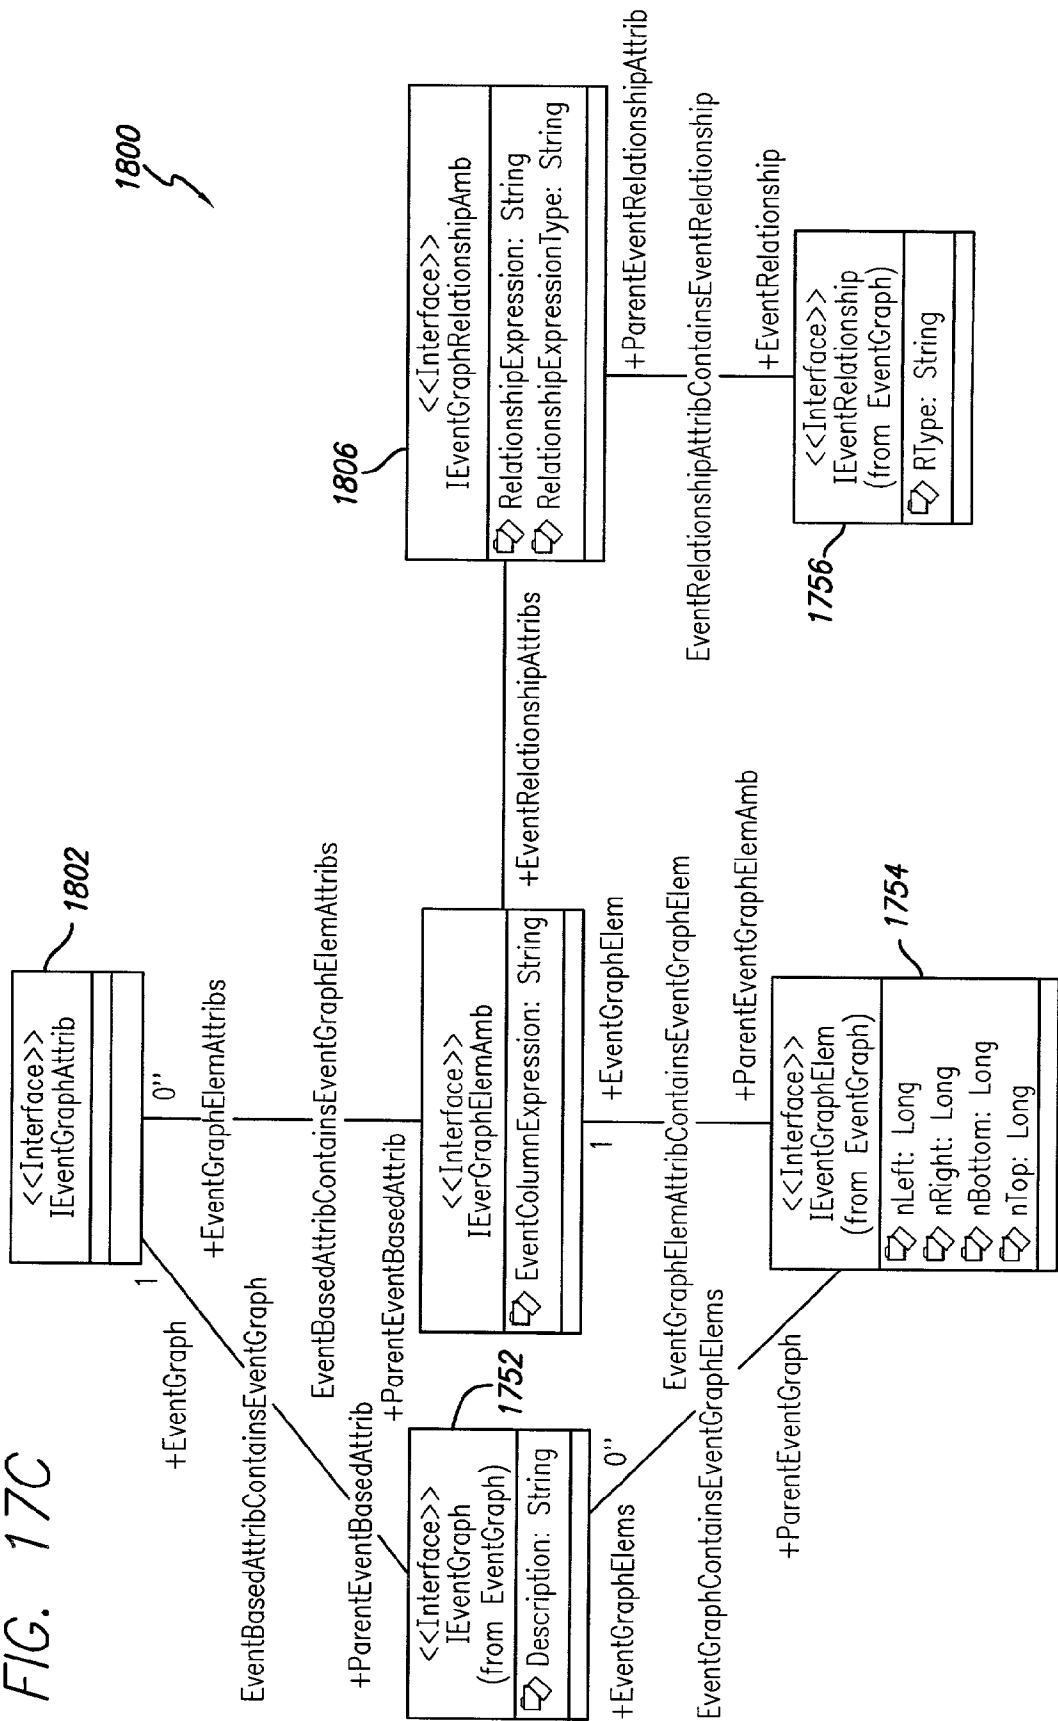 FIG. 17C
1800
<<Interface>>
IEventGraphAttrib
1802
1
0"
+EventGraph
+EventGraphElemAttribs
EventBasedAttribContainsEventGraph
EventBasedAttribContainsEventGraphElemAttribs
+ParentEventBasedAttrib
+ParentEventBasedAttrib
<<Interface>>
IEventGraph
(from EventGraph)
Description: String
1752
<<Interface>>
IEverGraphElemAmb
EventColumnExpression: String
+EventRelationshipAttribs
1806
<<Interface>>
IEventGraphRelationshipAmb
RelationshipExpression: String
RelationshipExpressionType: String
0"
+EventGraphElems
1
+EventGraphElem
+ParentEventRelationshipAttrib
EventGraphElemAttribContainsEventGraphElem
EventGraphContainsEventGraphElems
EventRelationshipAttribContainsEventRelationship
+ParentEventGraph
+ParentEventGraphElemAmb
+EventRelationship
<<Interface>>
IEventGraphElem
(from EventGraph)
nLeft: Long
nRight: Long
nBottom: Long
nTop: Long
1754
<<Interface>>
IEventRelationship
(from EventGraph)
RType: String
1756